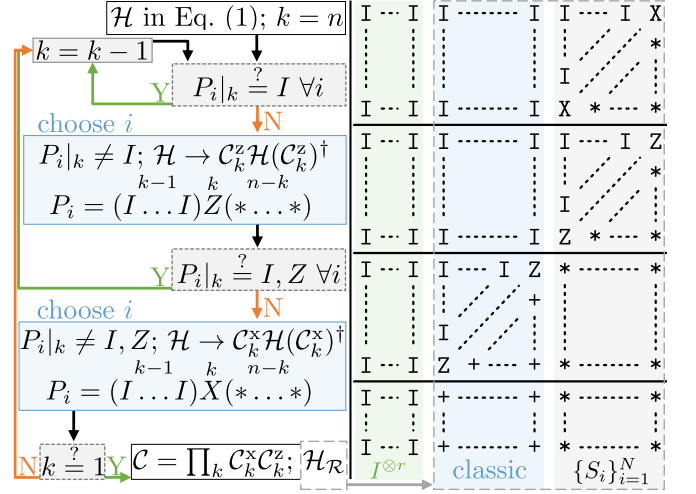 ℋ in Eq. (1); k = n
k = k − 1
P_i|_k ≟ I ∀i
Y
N
choose i
P_i|_k ≠ I; ℋ → 𝒞_k^z ℋ(𝒞_k^z)†
k−1 k n−k
P_i = (I … I)Z(∗ … ∗)
Y
P_i|_k ≟ I, Z ∀i
N
choose i
P_i|_k ≠ I, Z; ℋ → 𝒞_k^x ℋ(𝒞_k^x)†
k−1 k n−k
P_i = (I … I)X(∗ … ∗)
N
k ≟ 1
Y
𝒞 = ∏_k 𝒞_k^x 𝒞_k^z; ℋ_ℛ
I I I I I I X
*
I
I I I I X * *
I I I I I I Z
*
I
I I I I Z * *
I I I I Z * *
+
I
I I Z + + * *
I I + + * *
I I + + * *
I^{⊗r} classic {S_i}_{i=1}^N